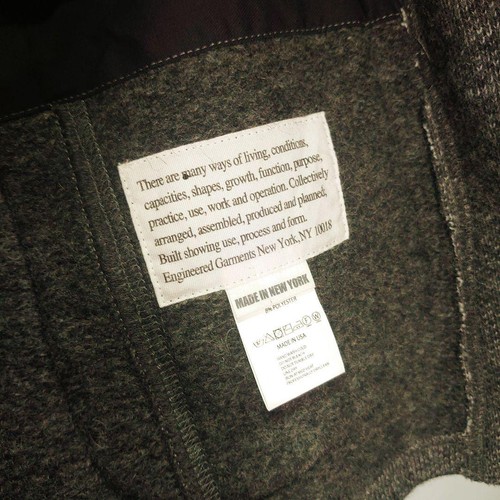 There are many ways of living, conditions,
capacities, shapes, growth, function, purpose,
practice, use, work and operation. Collectively
arranged, assembled, produced and planned.
Built showing use, process and form.
Engineered Garments New York, NY 10018
MADE IN NEW YORK
POLYESTER
MADE IN USA